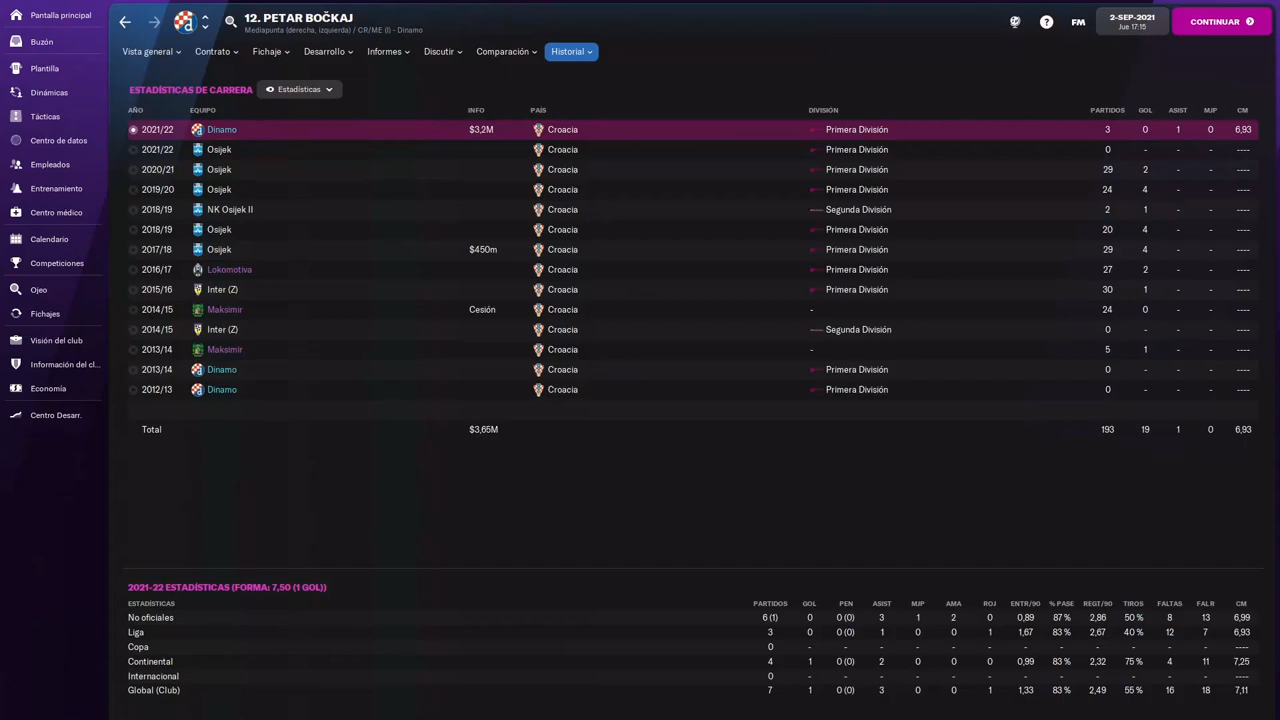 Pantalla principal
Buzón
Plantilla
Dinámicas
Tácticas
Centro de datos
Empleados
Entrenamiento
Centro médico
Calendario
Competiciones
Ojeo
Fichajes
Visión del club
Información del cl...
Economía
Centro Desarr.
12. PETAR BOČKAJ
Mediapunta (derecha, izquierda) / CR/ME (I) - Dinamo
FM
2-SEP-2021
Jue 17:15
CONTINUAR
Vista general Contrato Fichaje Desarrollo Informes Discutir Comparación Historial
ESTADÍSTICAS DE CARRERA Estadísticas
AÑO EQUIPO INFO PAÍS DIVISIÓN PARTIDOS GOL ASIST MJP CM
2021/22 Dinamo $3,2M Croacia Primera División 3 0 1 0 6,93
2021/22 Osijek Croacia Primera División 0 - - - ----
2020/21 Osijek Croacia Primera División 29 2 - - ----
2019/20 Osijek Croacia Primera División 24 4 - - ----
2018/19 NK Osijek II Croacia Segunda División 2 1 - - ----
2018/19 Osijek Croacia Primera División 20 4 - - ----
2017/18 Osijek $450m Croacia Primera División 29 4 - - ----
2016/17 Lokomotiva Croacia Primera División 27 2 - - ----
2015/16 Inter (Z) Croacia Primera División 30 1 - - ----
2014/15 Maksimir Cesión Croacia - 24 0 - - ----
2014/15 Inter (Z) Croacia Segunda División 0 - - - ----
2013/14 Maksimir Croacia - 5 1 - - ----
2013/14 Dinamo Croacia Primera División 0 - - - ----
2012/13 Dinamo Croacia Primera División 0 - - - ----
Total $3,65M 193 19 1 0 6,93
2021-22 ESTADÍSTICAS (FORMA: 7,50 (1 GOL))
ESTADÍSTICAS PARTIDOS GOL PEN ASIST MJP AMA ROJ ENTR/90 % PASE REGT/90 TIROS FALTAS FAL R CM
No oficiales 6 (1) 0 0 (0) 3 1 2 0 0,89 87 % 2,86 50 % 8 13 6,99
Liga 3 0 0 (0) 1 0 0 1 1,67 83 % 2,67 40 % 12 7 6,93
Copa 0 - - - - - - - - - - - - ----
Continental 4 1 0 (0) 2 0 0 0 0,99 83 % 2,32 75 % 4 11 7,25
Internacional 0 - - - - - - - - - - - - ----
Global (Club) 7 1 0 (0) 3 0 0 1 1,33 83 % 2,49 55 % 16 18 7,11